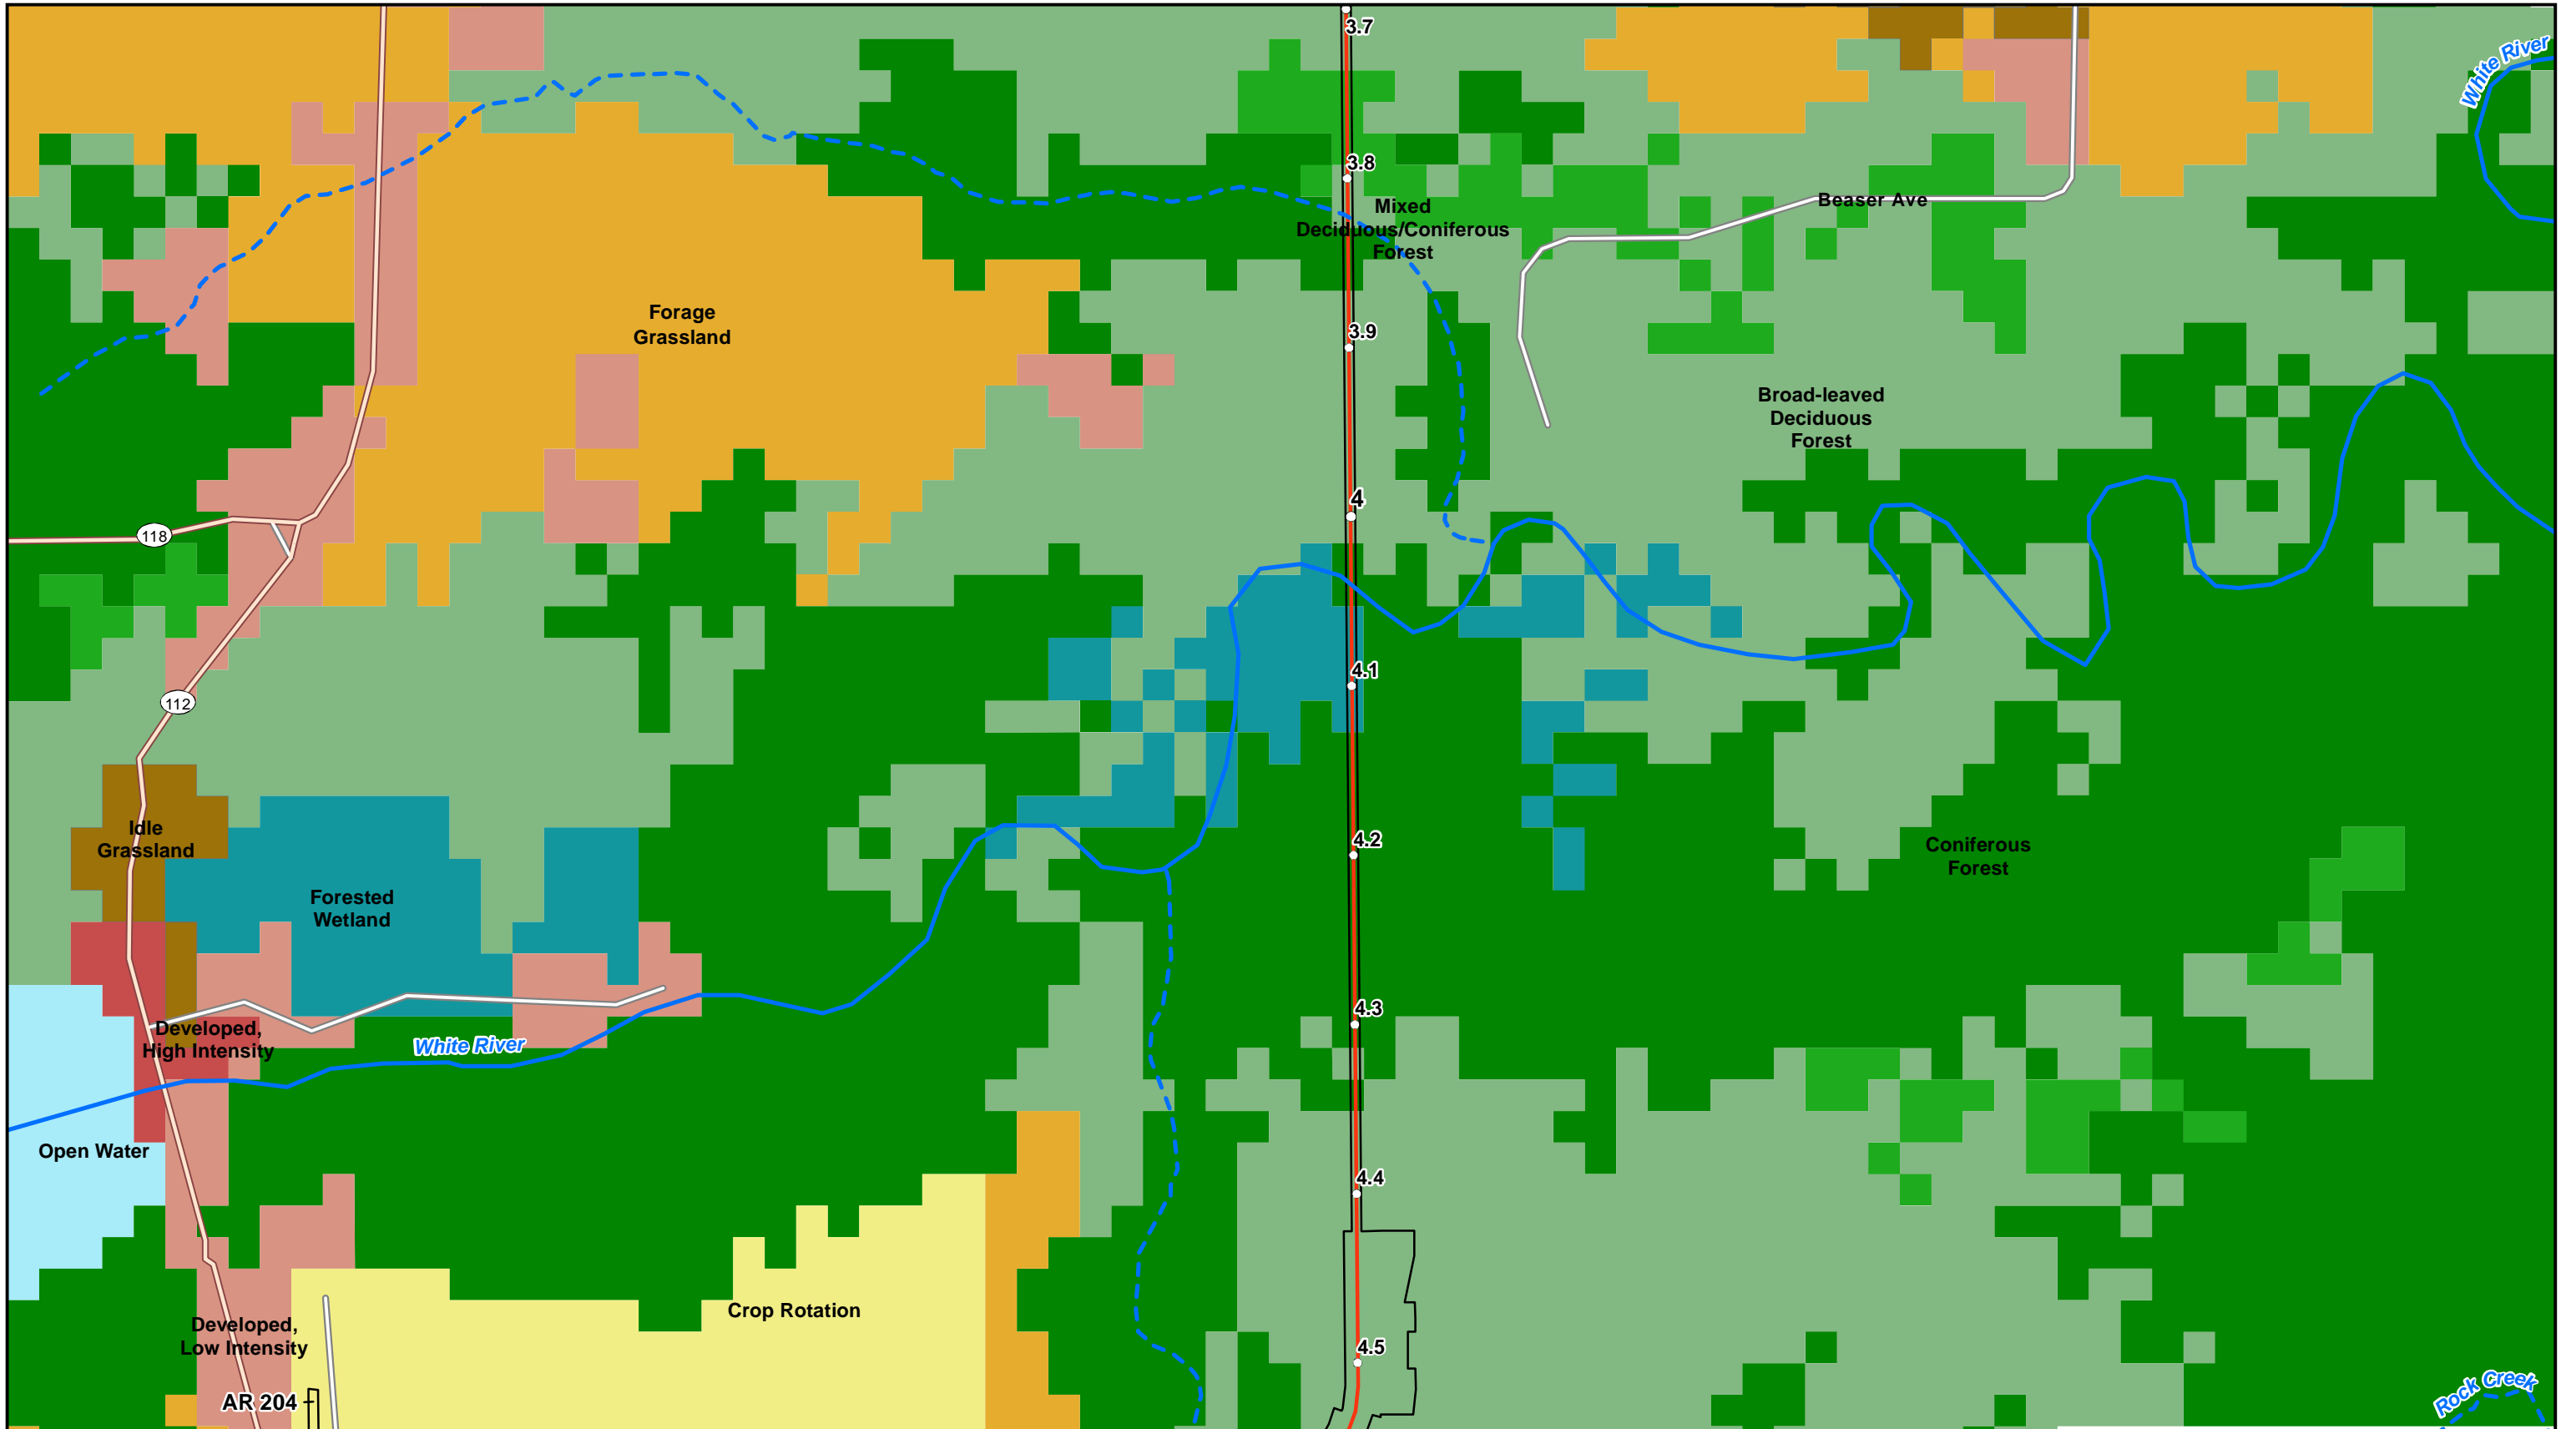 3.7
White River
3.8
Beaser Ave
Mixed
Deciduous/Coniferous
Forest
Forage
Grassland
3.9
Broad-leaved
Deciduous
Forest
4
118
4.1
112
Idle
Grassland
4.2
Coniferous
Forest
Forested
Wetland
4.3
Developed,
High Intensity
White River
Open Water
4.4
Crop Rotation
Developed,
Low Intensity
4.5
AR 204
Rock Creek